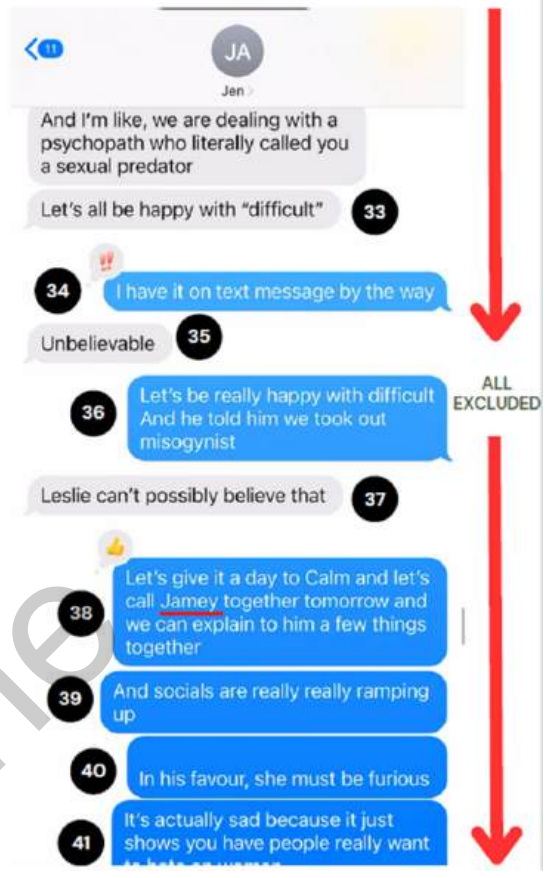 11
JA
Jen
And I'm like, we are dealing with a
psychopath who literally called you
a sexual predator
Let's all be happy with “difficult”
33
34
I have it on text message by the way
Unbelievable
35
36
Let's be really happy with difficult
And he told him we took out
misogynist
ALL
EXCLUDED
Leslie can't possibly believe that
37
38
Let's give it a day to Calm and let's
call Jamey together tomorrow and
we can explain to him a few things
together
39
And socials are really really ramping
up
40
In his favour, she must be furious
41
It's actually sad because it just
shows you have people really want
to hate on women